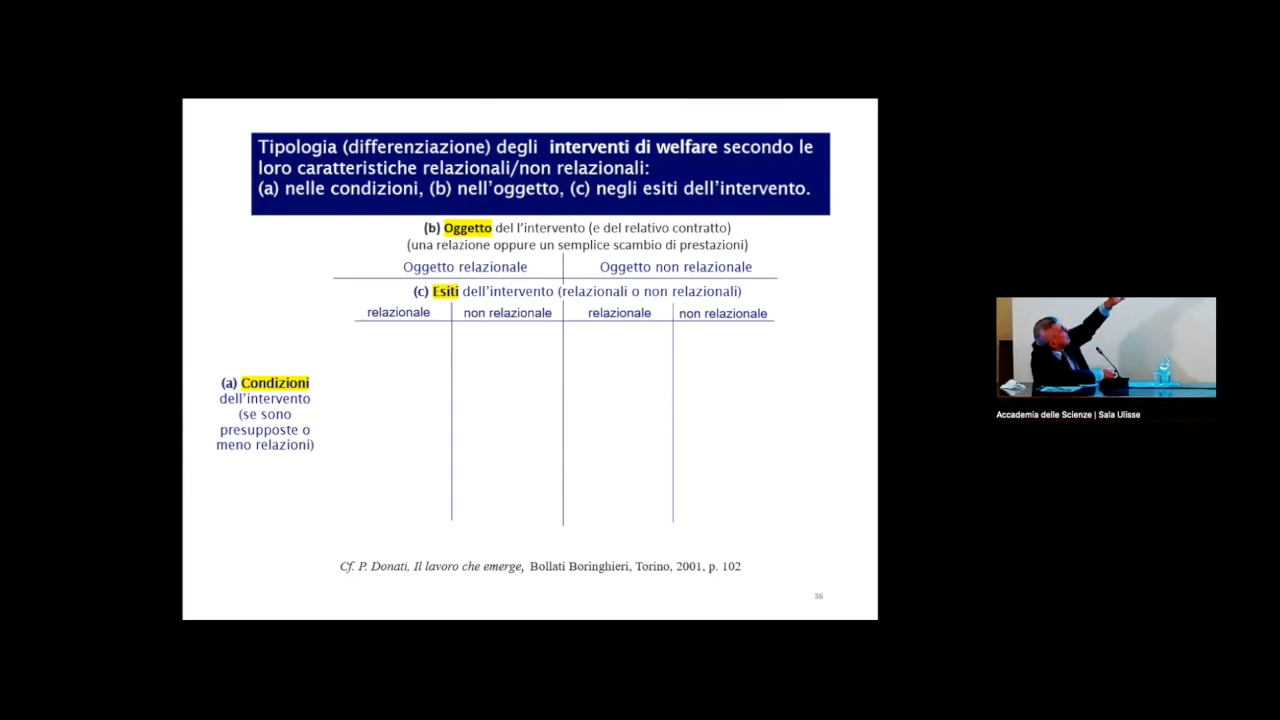 Tipologia (differenziazione) degli interventi di welfare secondo le
loro caratteristiche relazionali/non relazionali:
(a) nelle condizioni, (b) nell'oggetto, (c) negli esiti dell'intervento.
(b) Oggetto del l'intervento (e del relativo contratto)
(una relazione oppure un semplice scambio di prestazioni)
Oggetto relazionale Oggetto non relazionale
(c) Esiti dell'intervento (relazionali o non relazionali)
relazionale non relazionale relazionale non relazionale
(a) Condizioni
dell'intervento
(se sono
presupposte o
meno relazioni)
Cf. P. Donati, Il lavoro che emerge, Bollati Boringhieri, Torino, 2001, p. 102
36
Accademia delle Scienze | Sala Ulisse